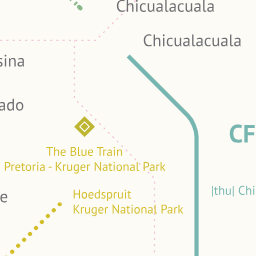 Chicualacuala
Chicualacuala
sina
ado
The Blue Train
Pretoria - Kruger National Park
CF
|thu| Chi
e
Hoedspruit
Kruger National Park